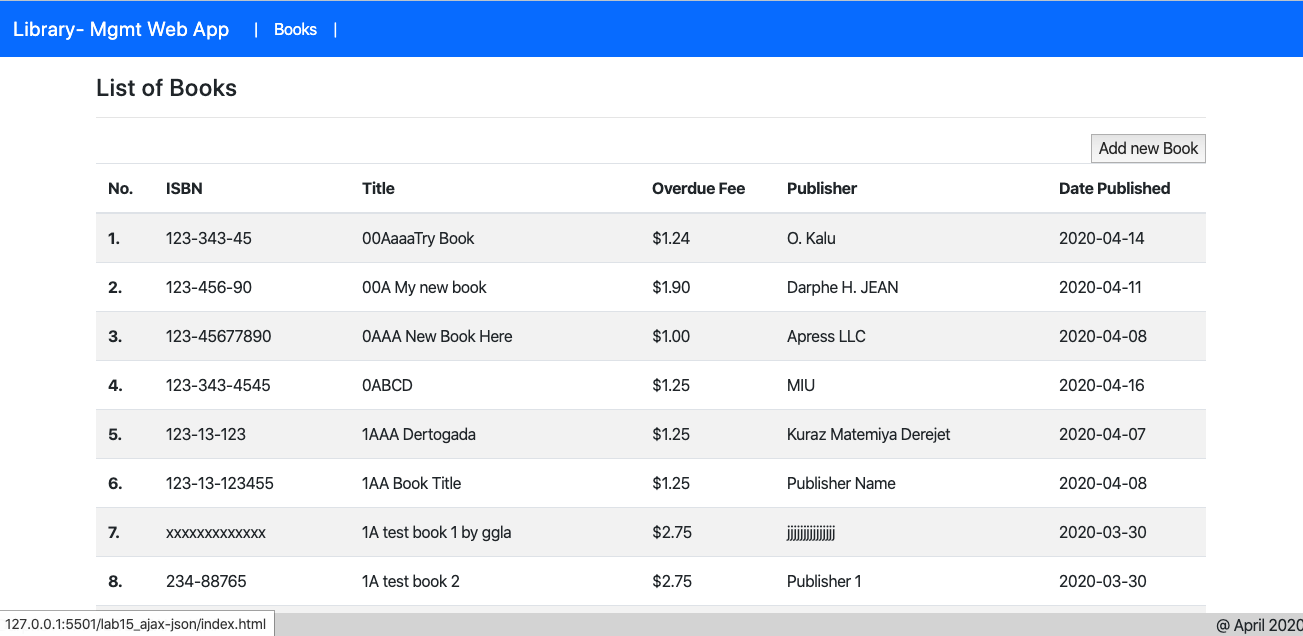 Library- Mgmt Web App | Books |
List of Books
Add new Book
No. ISBN Title Overdue Fee Publisher Date Published
1. 123-343-45 00AaaaTry Book $1.24 O. Kalu 2020-04-14
2. 123-456-90 00A My new book $1.90 Darphe H. JEAN 2020-04-11
3. 123-45677890 0AAA New Book Here $1.00 Apress LLC 2020-04-08
4. 123-343-4545 0ABCD $1.25 MIU 2020-04-16
5. 123-13-123 1AAA Dertogada $1.25 Kuraz Matemiya Derejet 2020-04-07
6. 123-13-123455 1AA Book Title $1.25 Publisher Name 2020-04-08
7. xxxxxxxxxxxxx 1A test book 1 by ggla $2.75 2020-03-30
8. 234-88765 1A test book 2 $2.75 Publisher 1 2020-03-30
127.0.0.1:5501/lab15_ajax-json/index.html @ April 2020